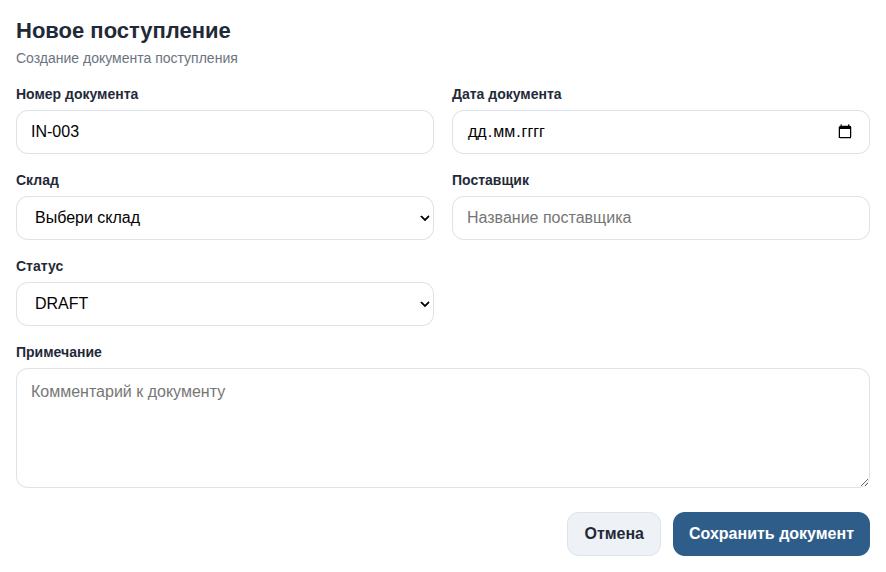 Новое поступление
Создание документа поступления
Номер документа
Дата документа
IN-003
дд.мм.гггг
Склад
Поставщик
Выбери склад
Название поставщика
Статус
DRAFT
Примечание
Комментарий к документу
Отмена
Сохранить документ